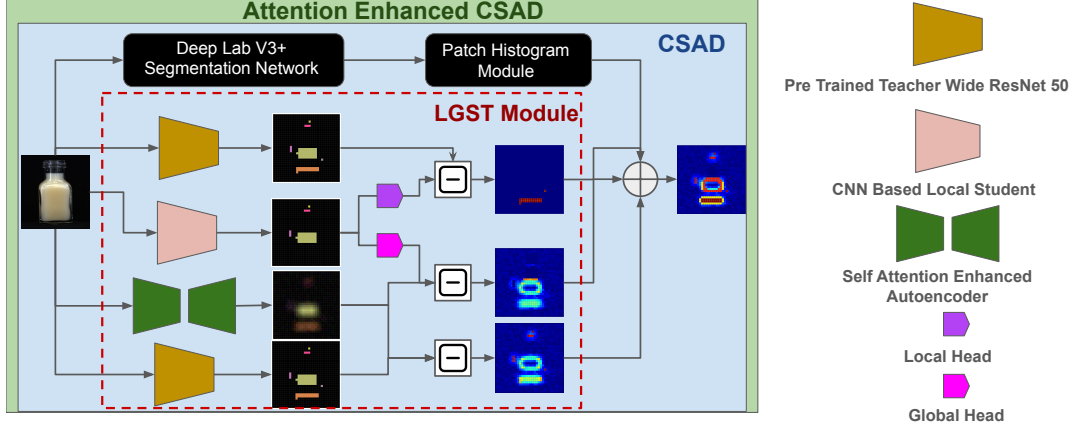 Attention Enhanced CSAD
CSAD
Deep Lab V3+
Segmentation Network
Patch Histogram
Module
LGST Module
Pre Trained Teacher Wide ResNet 50
CNN Based Local Student
Self Attention Enhanced
Autoencoder
Local Head
Global Head